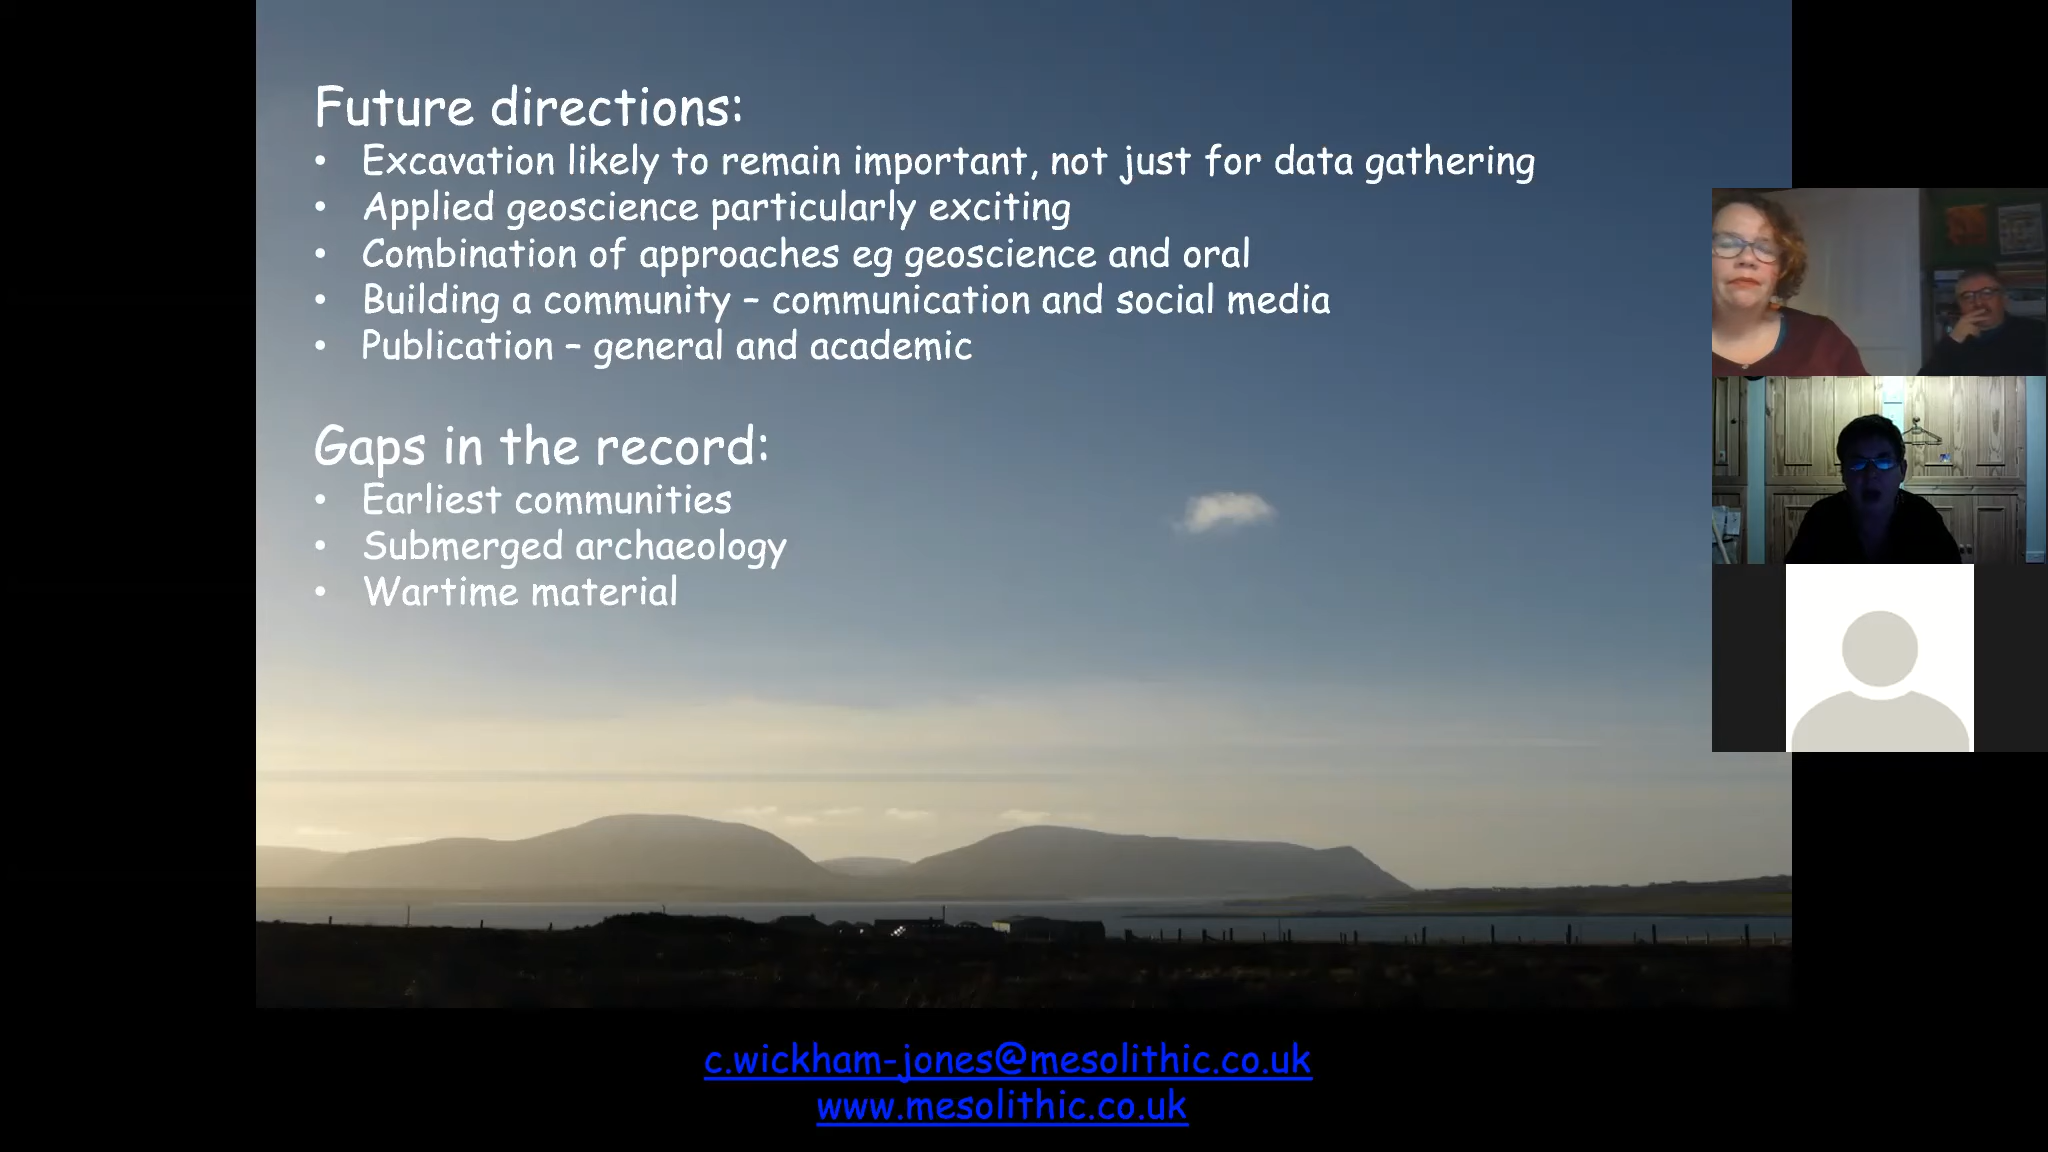 Future directions:
• Excavation likely to remain important, not just for data gathering
• Applied geoscience particularly exciting
• Combination of approaches eg geoscience and oral
• Building a community – communication and social media
• Publication – general and academic
Gaps in the record:
• Earliest communities
• Submerged archaeology
• Wartime material
c.wickham-jones@mesolithic.co.uk
www.mesolithic.co.uk